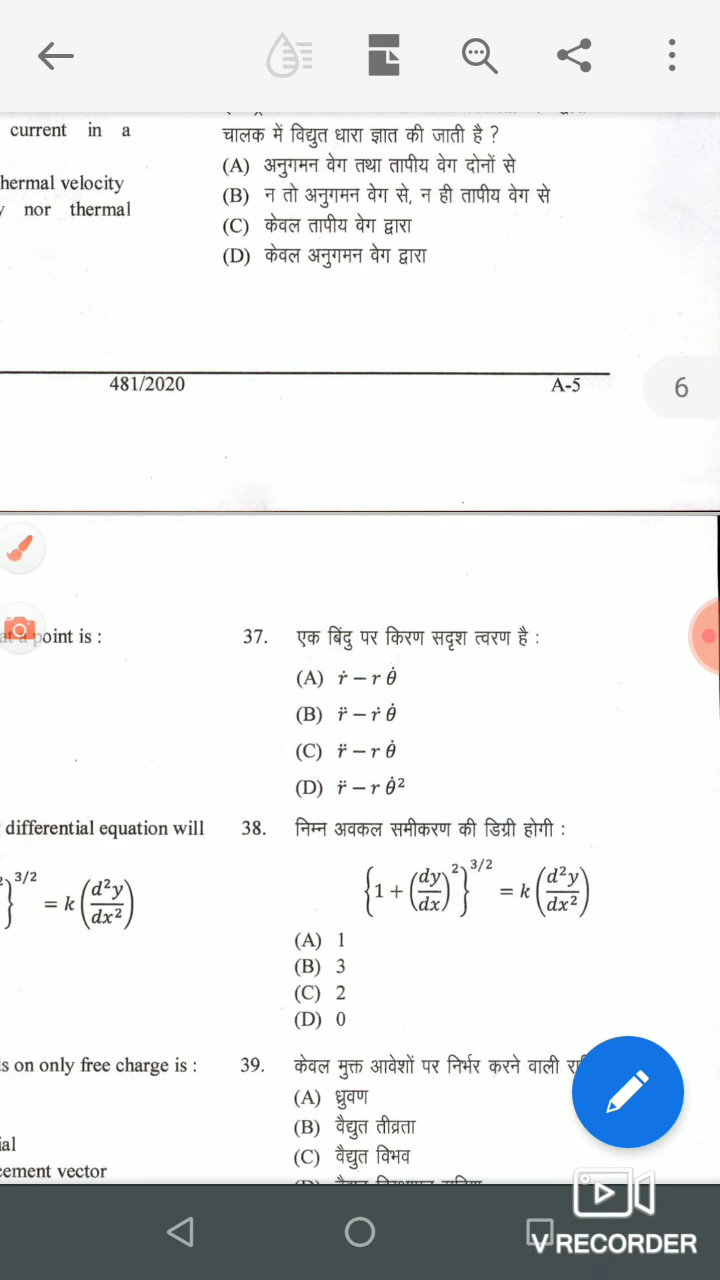 current in a
चालक में विद्युत धारा ज्ञात की जाती है ?
(A) अनुगमन वेग तथा तापीय वेग दोनों से
hermal velocity
(B) न तो अनुगमन वेग से, न ही तापीय वेग से
nor thermal
(C) केवल तापीय वेग द्वारा
(D) केवल अनुगमन वेग द्वारा
481/2020
A-5
6
point is :
37. एक बिंदु पर किरण सदृश त्वरण है :
(A) ṙ − r θ̇
(B) r̈ − ṙ θ̇
(C) r̈ − r θ̇
(D) r̈ − r θ̇²
differential equation will
38. निम्न अवकल समीकरण की डिग्री होगी :
²}^3/2 = k (d²y/dx²)
{1 + (dy/dx)²}^3/2 = k (d²y/dx²)
(A) 1
(B) 3
(C) 2
(D) 0
s on only free charge is :
39. केवल मुक्त आवेशों पर निर्भर करने वाली
(A) ध्रुवण
(B) वैद्युत तीव्रता
ial
(C) वैद्युत विभव
cement vector
VRECORDER